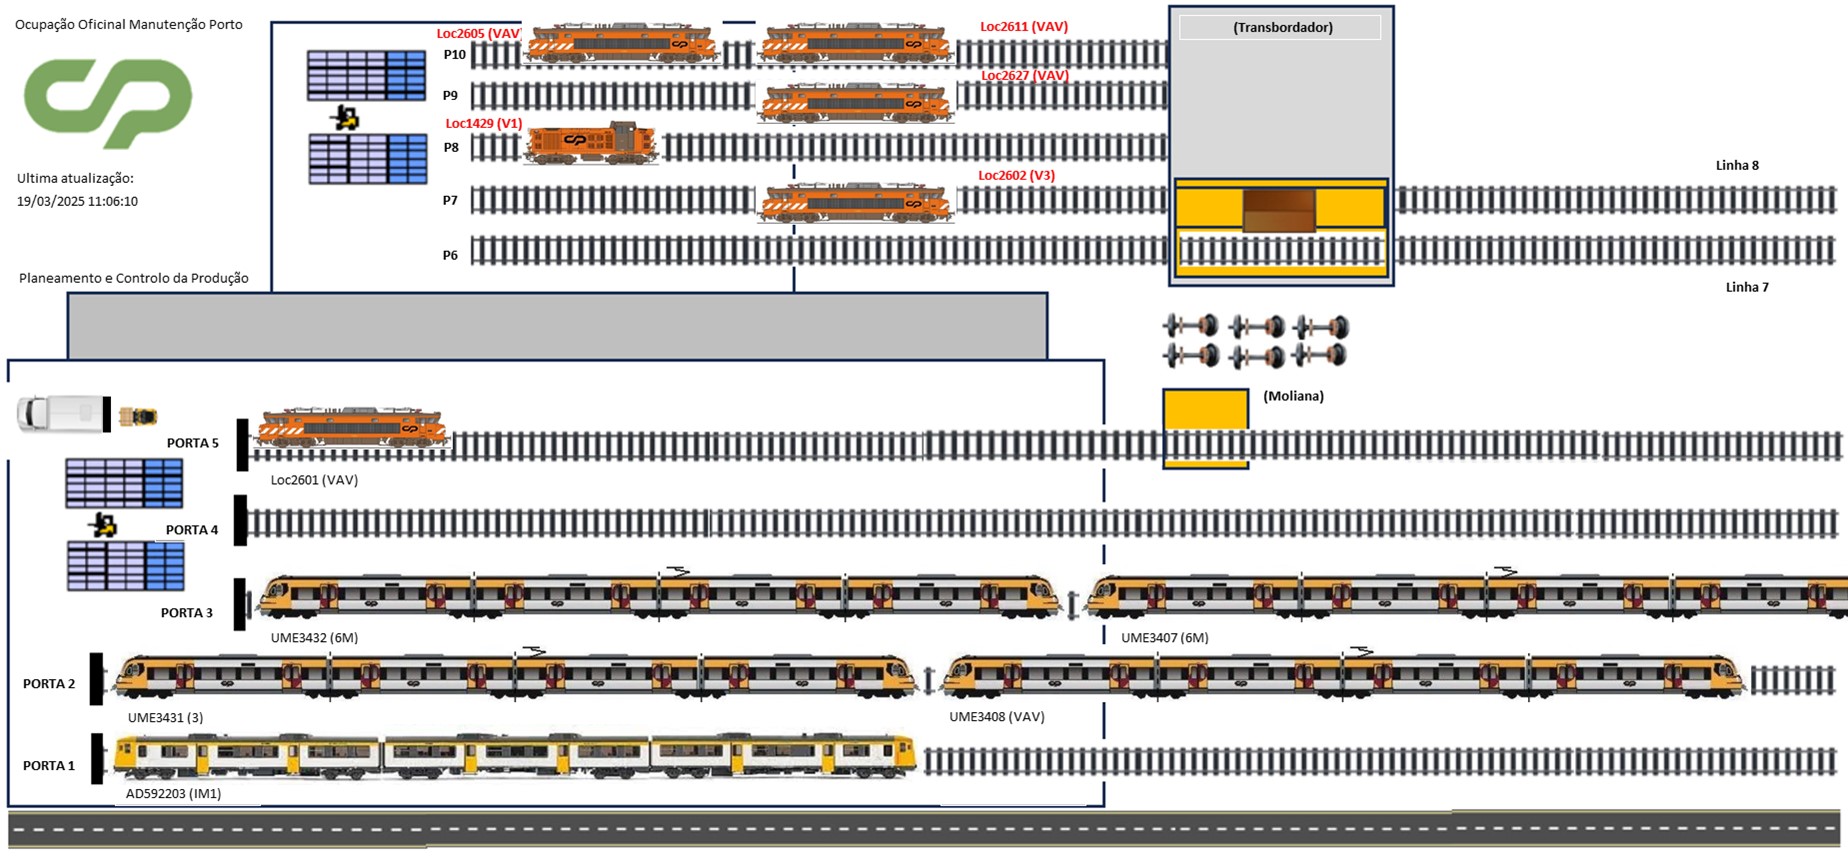 Ocupação Oficinal Manutenção Porto
CP
Ultima atualização:
19/03/2025 11:06:10
Planeamento e Controlo da Produção
Loc2605 (VAV)
Loc2611 (VAV)
(Transbordador)
P10
Loc2627 (VAV)
P9
Loc1429 (V1)
P8
Loc2602 (V3)
Linha 8
P7
P6
Linha 7
(Moliana)
PORTA 5
Loc2601 (VAV)
PORTA 4
PORTA 3
UME3432 (6M)
UME3407 (6M)
PORTA 2
UME3431 (3)
UME3408 (VAV)
PORTA 1
AD592203 (IM1)